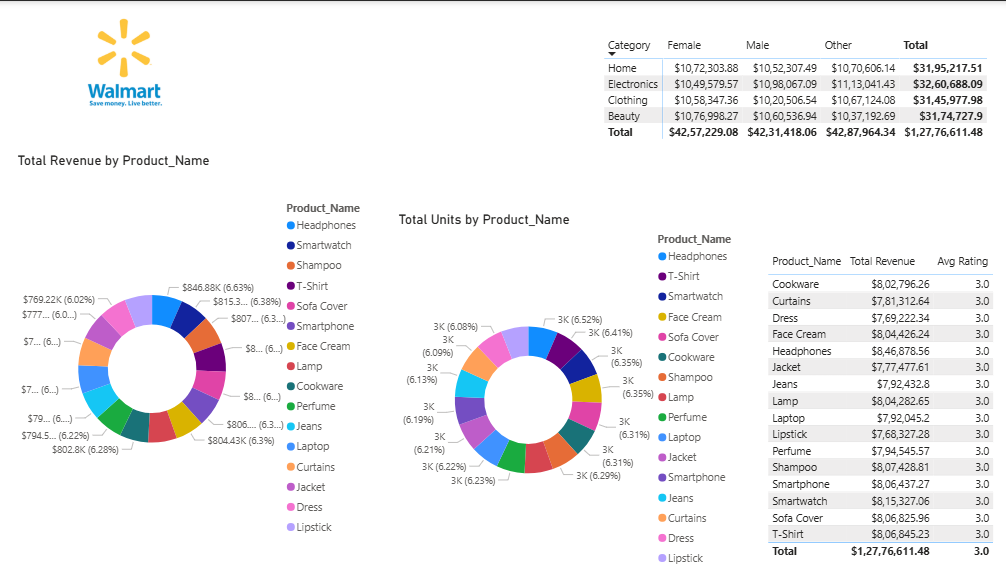 Walmart
Save money. Live better.
Category Female Male Other Total
Home $10,72,303.88 $10,52,307.49 $10,70,606.14 $31,95,217.51
Electronics $10,49,579.57 $10,98,067.09 $11,13,041.43 $32,60,688.09
Clothing $10,58,347.36 $10,20,506.54 $10,67,124.08 $31,45,977.98
Beauty $10,76,998.27 $10,60,536.94 $10,37,192.69 $31,74,727.9
Total $42,57,229.08 $42,31,418.06 $42,87,964.34 $1,27,76,611.48
Total Revenue by Product_Name
$846.88K (6.63%)
$815.3... (6.38%)
$807... (6.3...)
$8... (6...)
$8... (6...)
$806.... (6.3...)
$804.43K (6.3%)
$802.8K (6.28%)
$794.5... (6.22%)
$79... (6....)
$7... (6...)
$7... (6...)
$777... (6.0...)
$769.22K (6.02%)
Product_Name
Headphones
Smartwatch
Shampoo
T-Shirt
Sofa Cover
Smartphone
Face Cream
Lamp
Cookware
Perfume
Jeans
Laptop
Curtains
Jacket
Dress
Lipstick
Total Units by Product_Name
3K (6.52%)
3K (6.41%)
3K
(6.35%)
3K
(6.35%)
3K
(6.31%)
3K
(6.31%)
3K (6.29%)
3K (6.23%)
3K (6.22%)
3K
(6.21%)
3K
(6.19%)
3K
(6.13%)
3K
(6.09%)
3K (6.08%)
Product_Name
Headphones
T-Shirt
Smartwatch
Face Cream
Sofa Cover
Cookware
Shampoo
Lamp
Perfume
Laptop
Jacket
Smartphone
Jeans
Curtains
Dress
Lipstick
Product_Name Total Revenue Avg Rating
Cookware $8,02,796.26 3.0
Curtains $7,81,312.64 3.0
Dress $7,69,222.34 3.0
Face Cream $8,04,426.24 3.0
Headphones $8,46,878.56 3.0
Jacket $7,77,477.61 3.0
Jeans $7,92,432.8 3.0
Lamp $8,04,282.65 3.0
Laptop $7,92,045.2 3.0
Lipstick $7,68,327.28 3.0
Perfume $7,94,545.57 3.0
Shampoo $8,07,428.81 3.0
Smartphone $8,06,437.27 3.0
Smartwatch $8,15,327.06 3.0
Sofa Cover $8,06,825.96 3.0
T-Shirt $8,06,845.23 3.0
Total $1,27,76,611.48 3.0